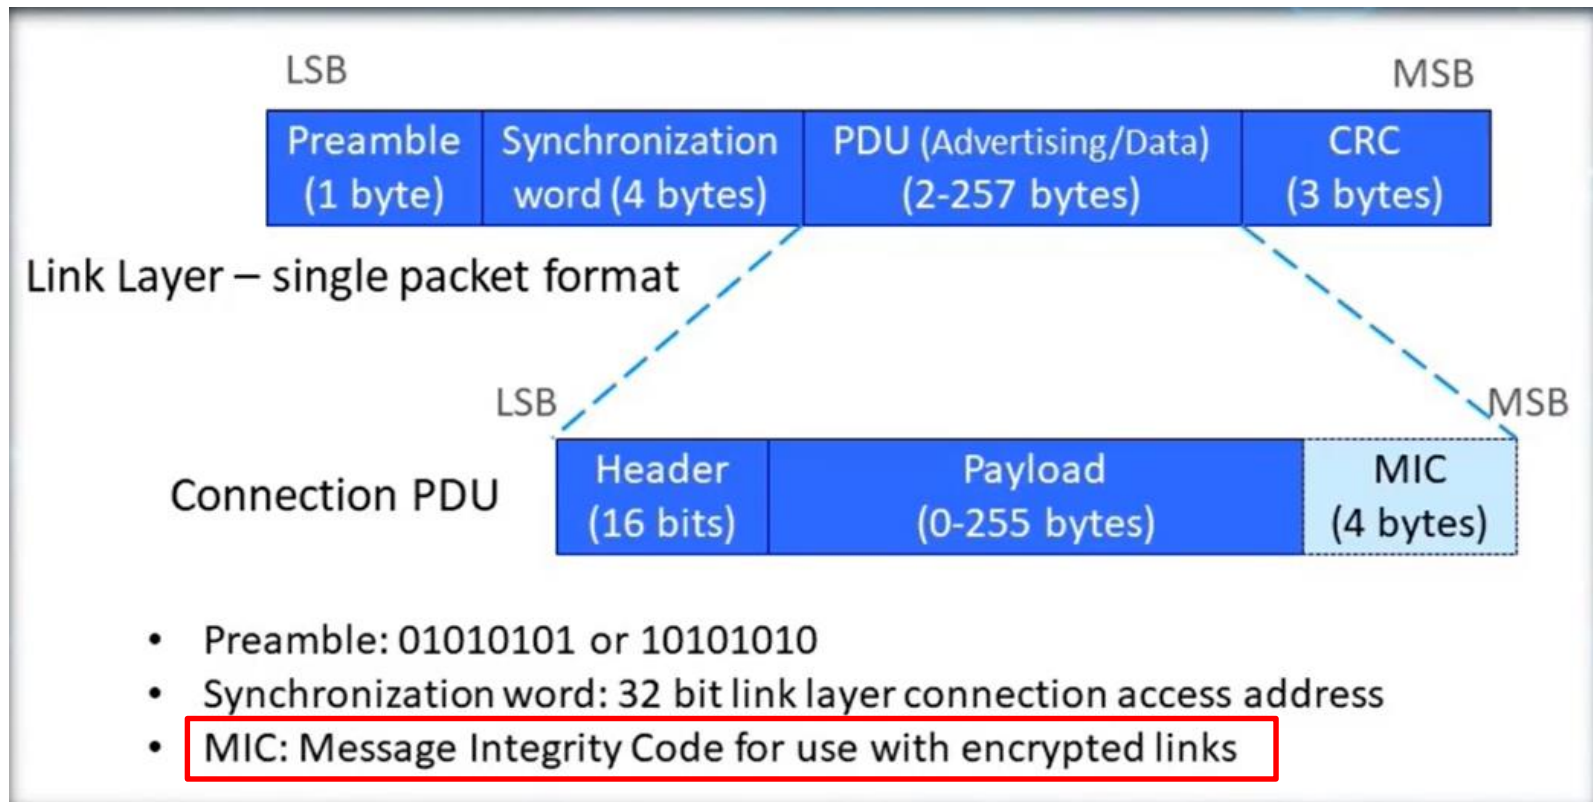 LSB MSB
Preamble Synchronization PDU (Advertising/Data) CRC
(1 byte) word (4 bytes) (2-257 bytes) (3 bytes)
Link Layer – single packet format
LSB MSB
Connection PDU
Header Payload MIC
(16 bits) (0-255 bytes) (4 bytes)
• Preamble: 01010101 or 10101010
• Synchronization word: 32 bit link layer connection access address
• MIC: Message Integrity Code for use with encrypted links